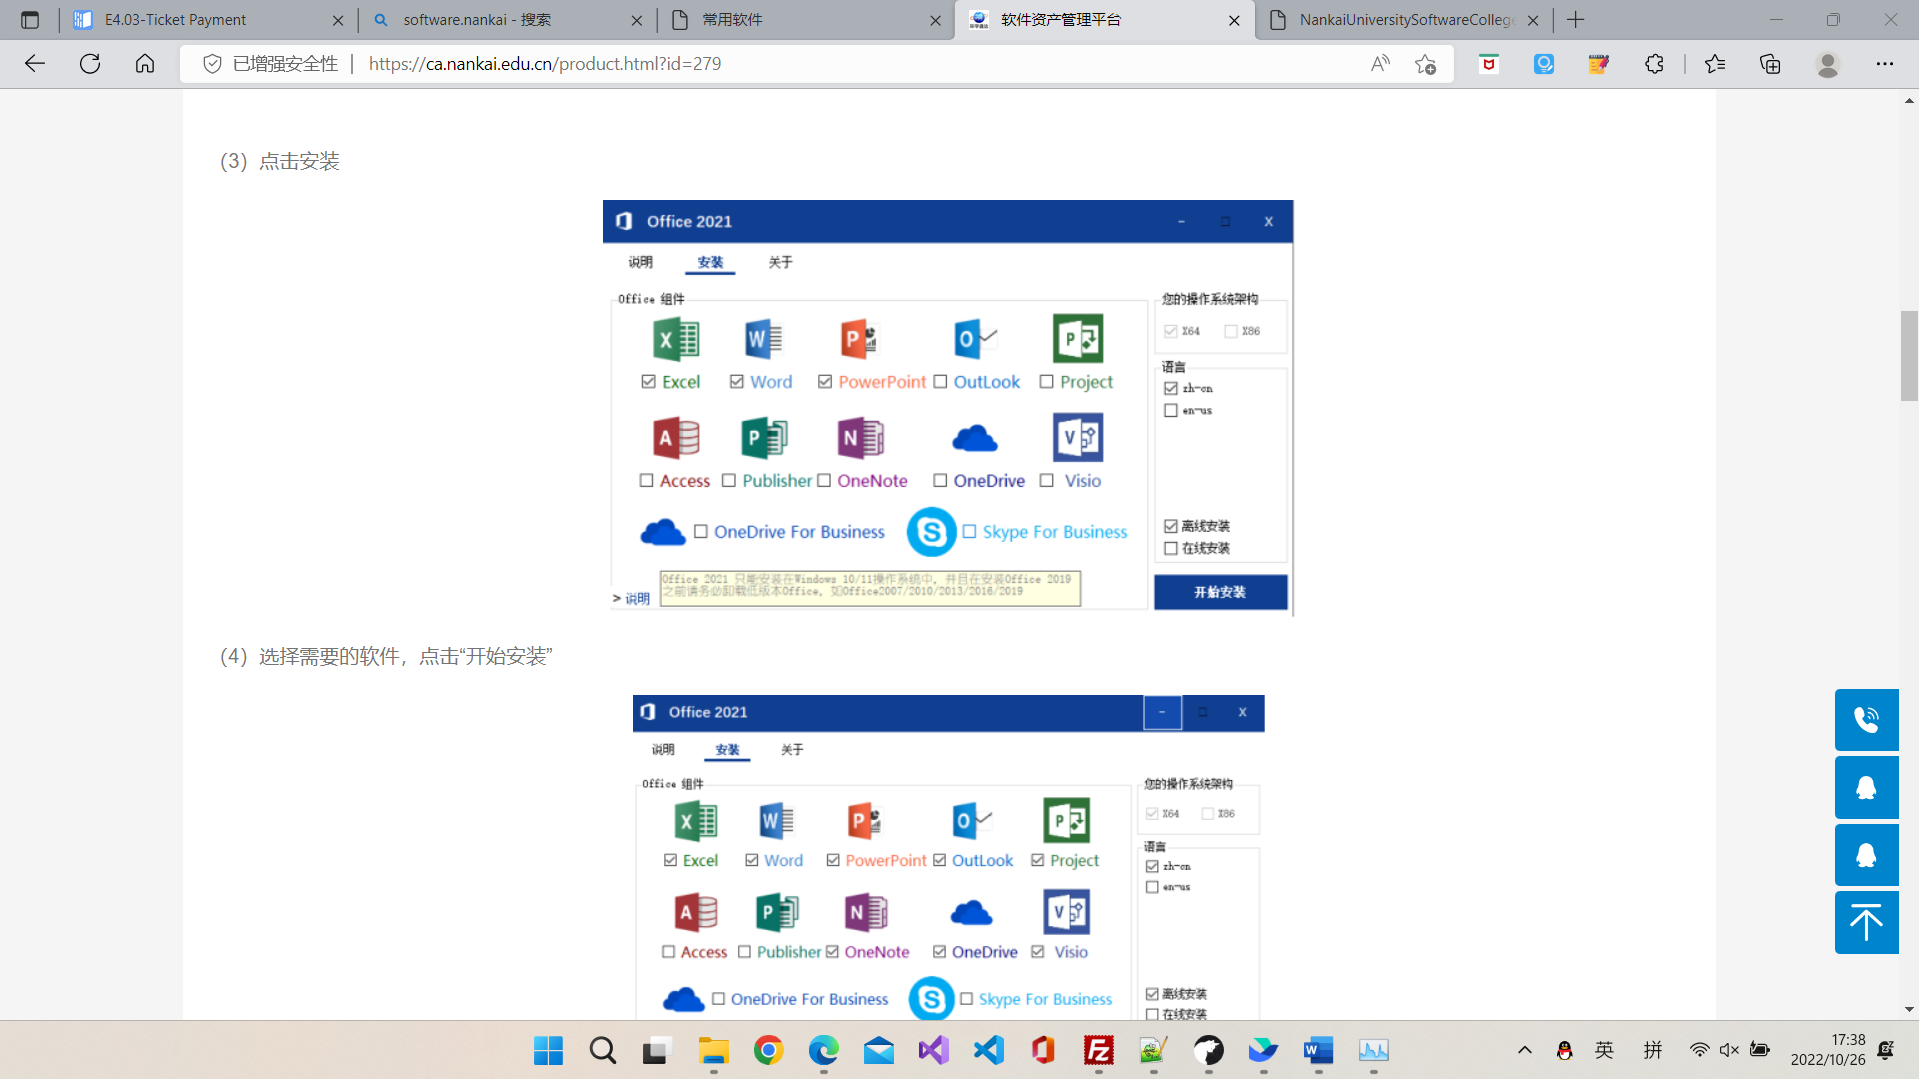 E4.03-Ticket Payment
software.nankai - 搜索
常用软件
软件资产管理平台
NankaiUniversitySoftwareColleg
已增强安全性
https://ca.nankai.edu.cn/product.html?id=279
(3) 点击安装
Office 2021
说明 安装 关于
Office 组件
您的操作系统架构
X64 X86
Excel Word PowerPoint OutLook Project
语言
zh-cn
en-us
Access Publisher OneNote OneDrive Visio
OneDrive For Business Skype For Business
离线安装
在线安装
> 说明
Office 2021 只能安装在Windows 10/11操作系统中,并且在安装Office 2019
之前请务必卸载低版本Office,如Office2007/2010/2013/2016/2019
开始安装
(4) 选择需要的软件，点击“开始安装”
Office 2021
说明 安装 关于
Office 组件
您的操作系统架构
X64 X86
Excel Word PowerPoint OutLook Project
语言
zh-cn
en-us
Access Publisher OneNote OneDrive Visio
OneDrive For Business Skype For Business
离线安装
在线安装
英 拼
17:38
2022/10/26